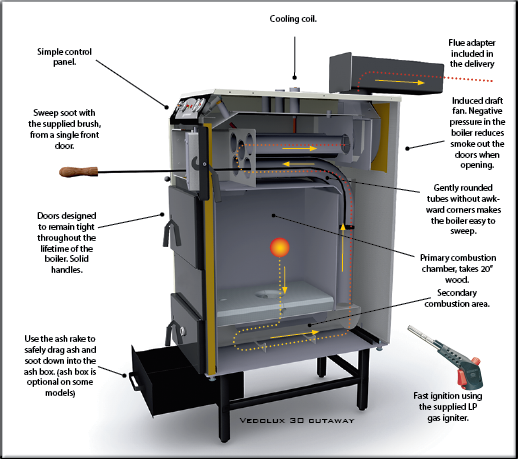 Cooling coil.
Simple control
panel.
Flue adapter
included in
the delivery
Sweep soot with
the supplied brush,
from a single front
door.
Induced draft
fan. Negative
pressure in the
boiler reduces
smoke out the
doors when
opening.
Gently rounded
tubes without awk-
ward corners makes
the boiler easy to
sweep.
Doors designed
to remain tight
throughout the
lifetime of the
boiler. Solid
handles.
Primary combustion
chamber, takes 20”
wood.
Secondary
combustion area.
Use the ash rake to
safely drag ash and
soot down into the
ash box. (ash box is
optional on some
models)
Fast ignition using
the supplied LP
gas igniter.
Vedolux 30 cutaway